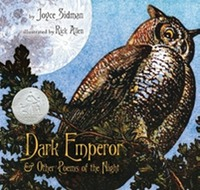 by Joyce Sidman
illustrated by Rick Allen
Dark Emperor
& Other Poems of the Night